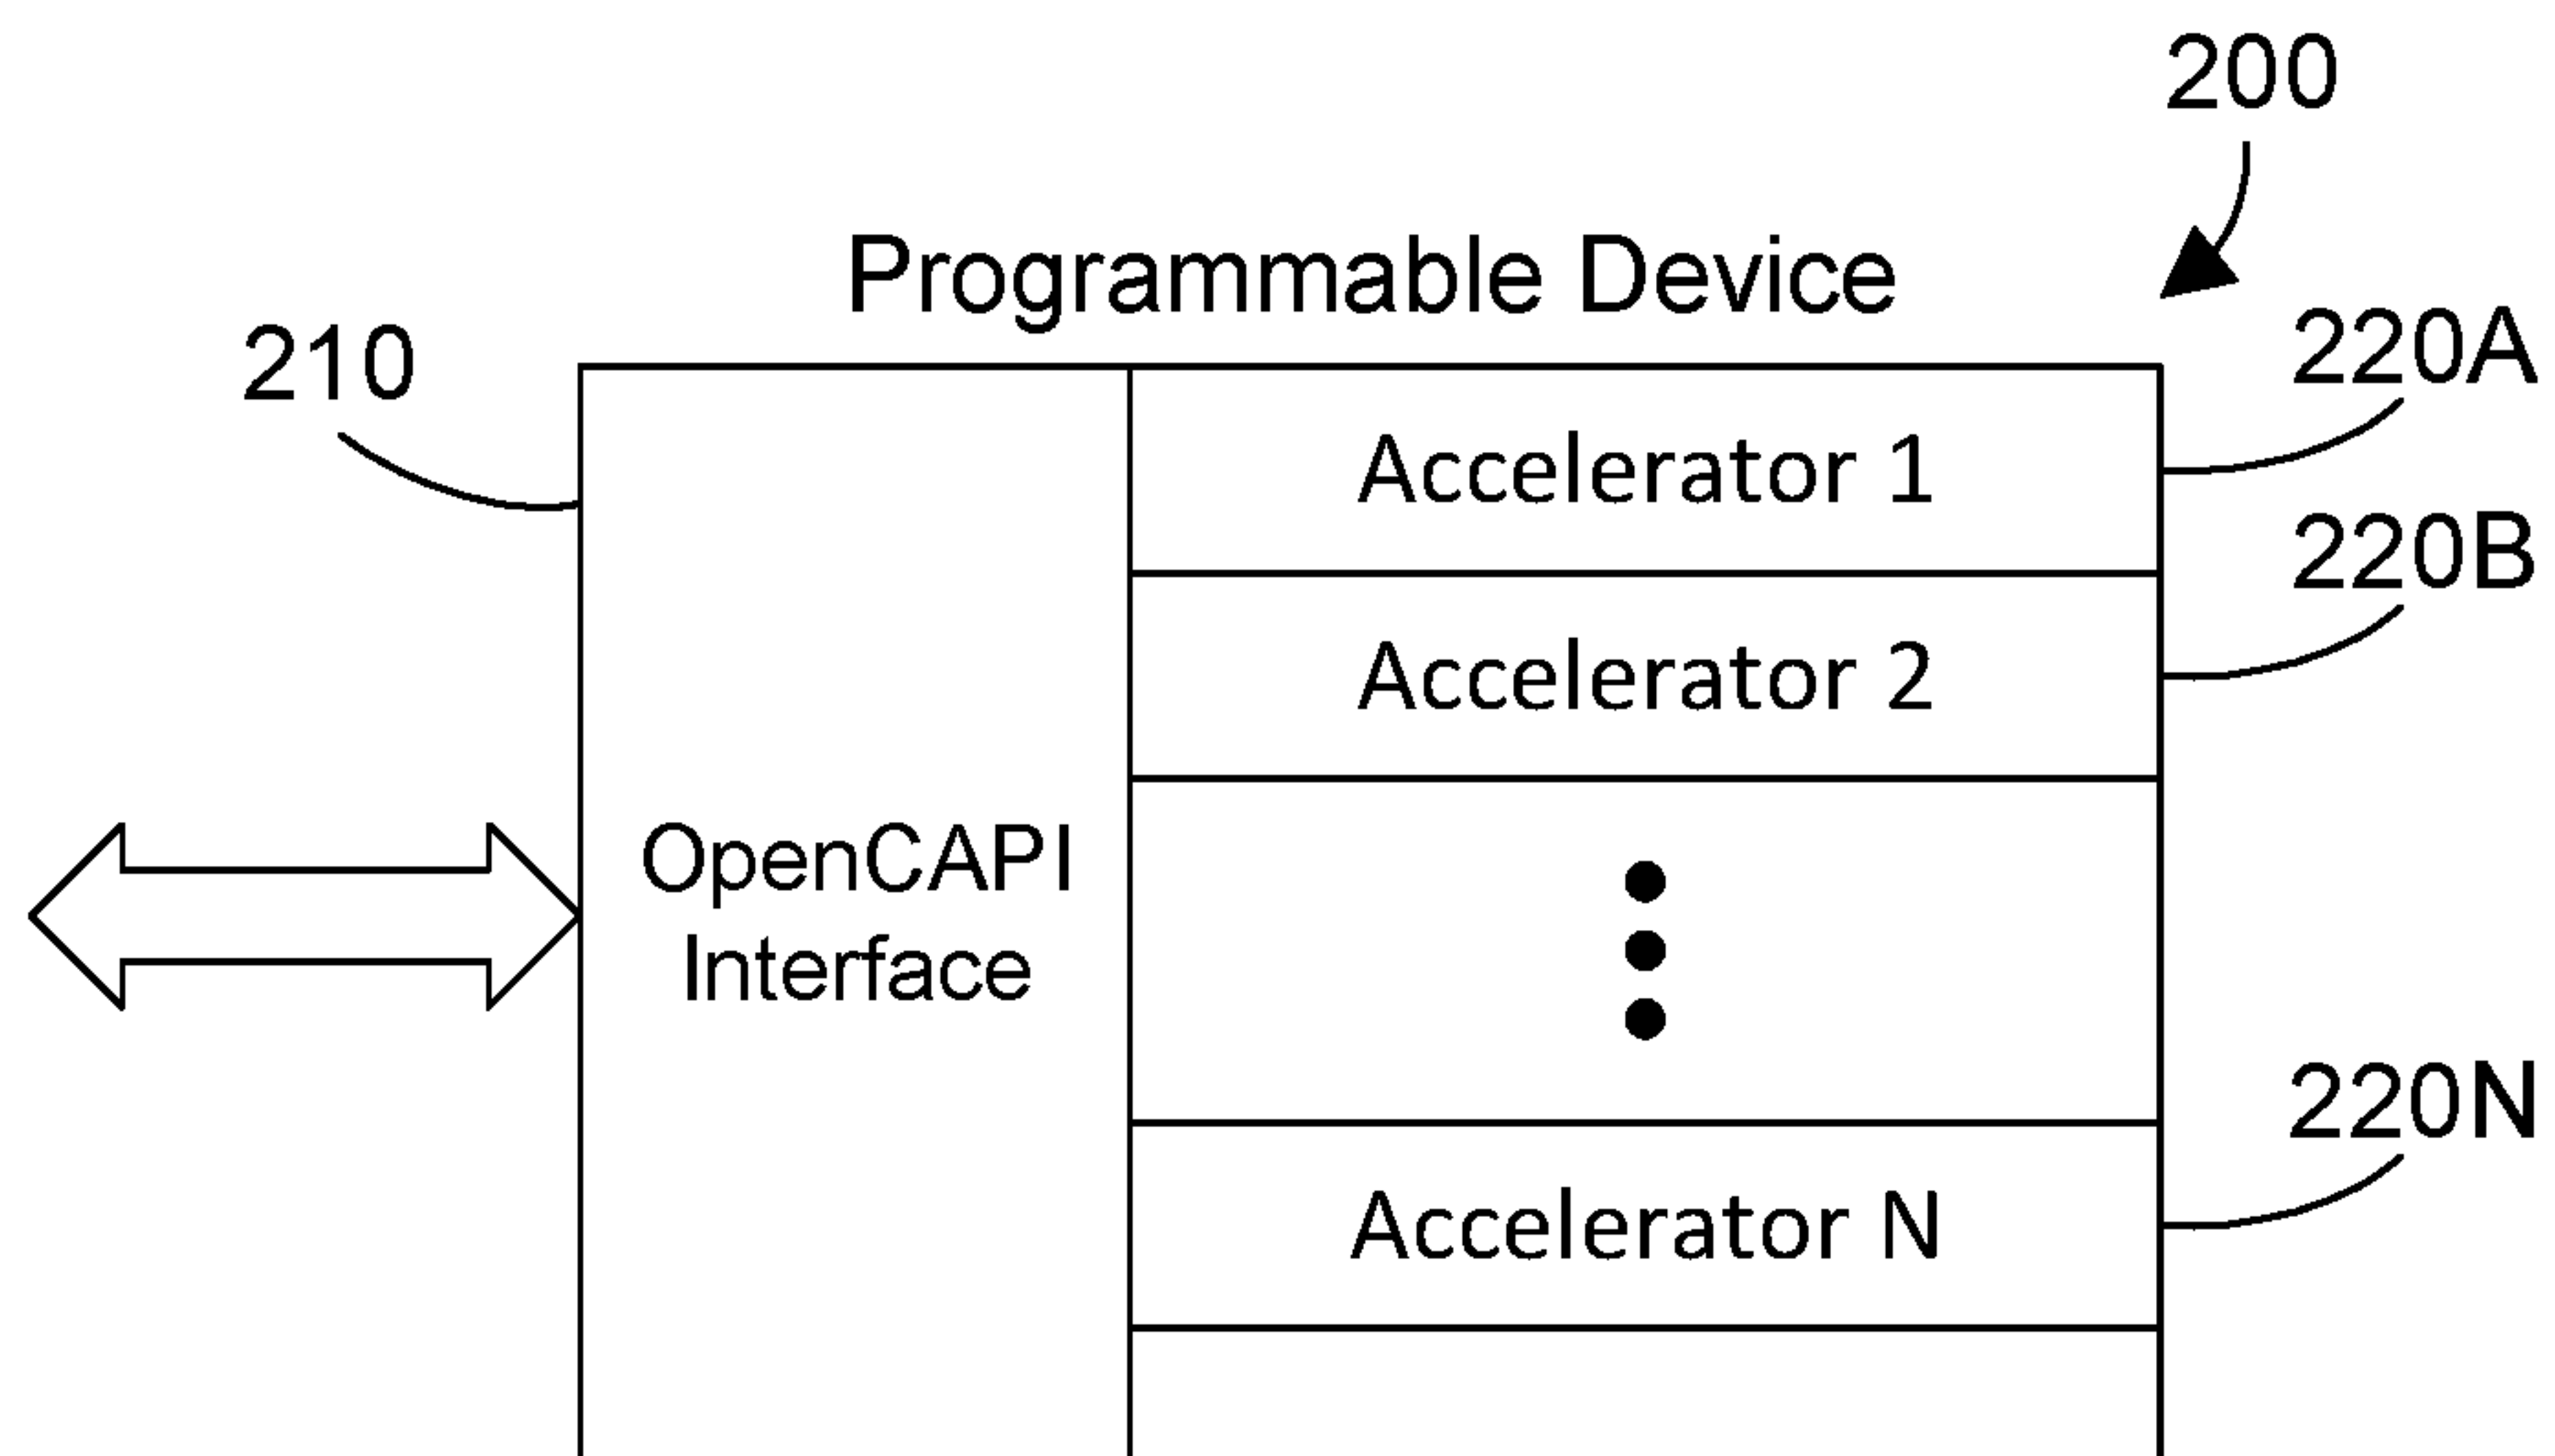 200
Programmable Device
210
220A
Accelerator 1
220B
Accelerator 2
OpenCAPI
Interface
220N
Accelerator N